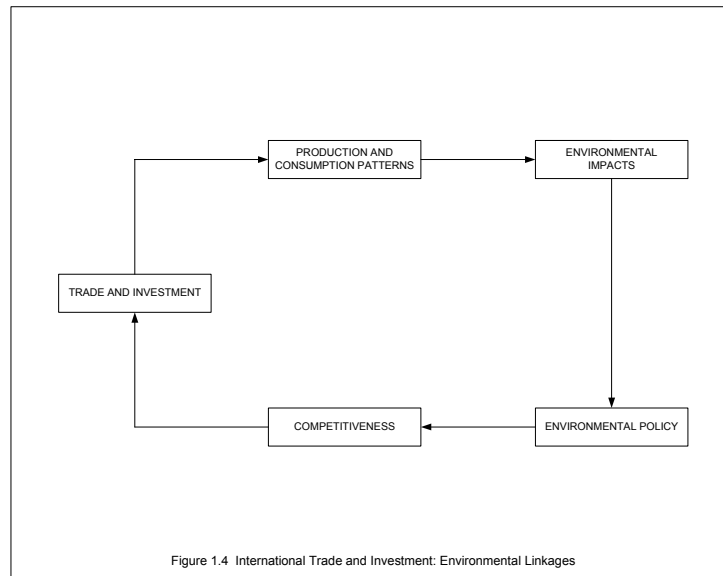 PRODUCTION AND
CONSUMPTION PATTERNS
ENVIRONMENTAL
IMPACTS
TRADE AND INVESTMENT
COMPETITIVENESS
ENVIRONMENTAL POLICY
Figure 1.4 International Trade and Investment: Environmental Linkages